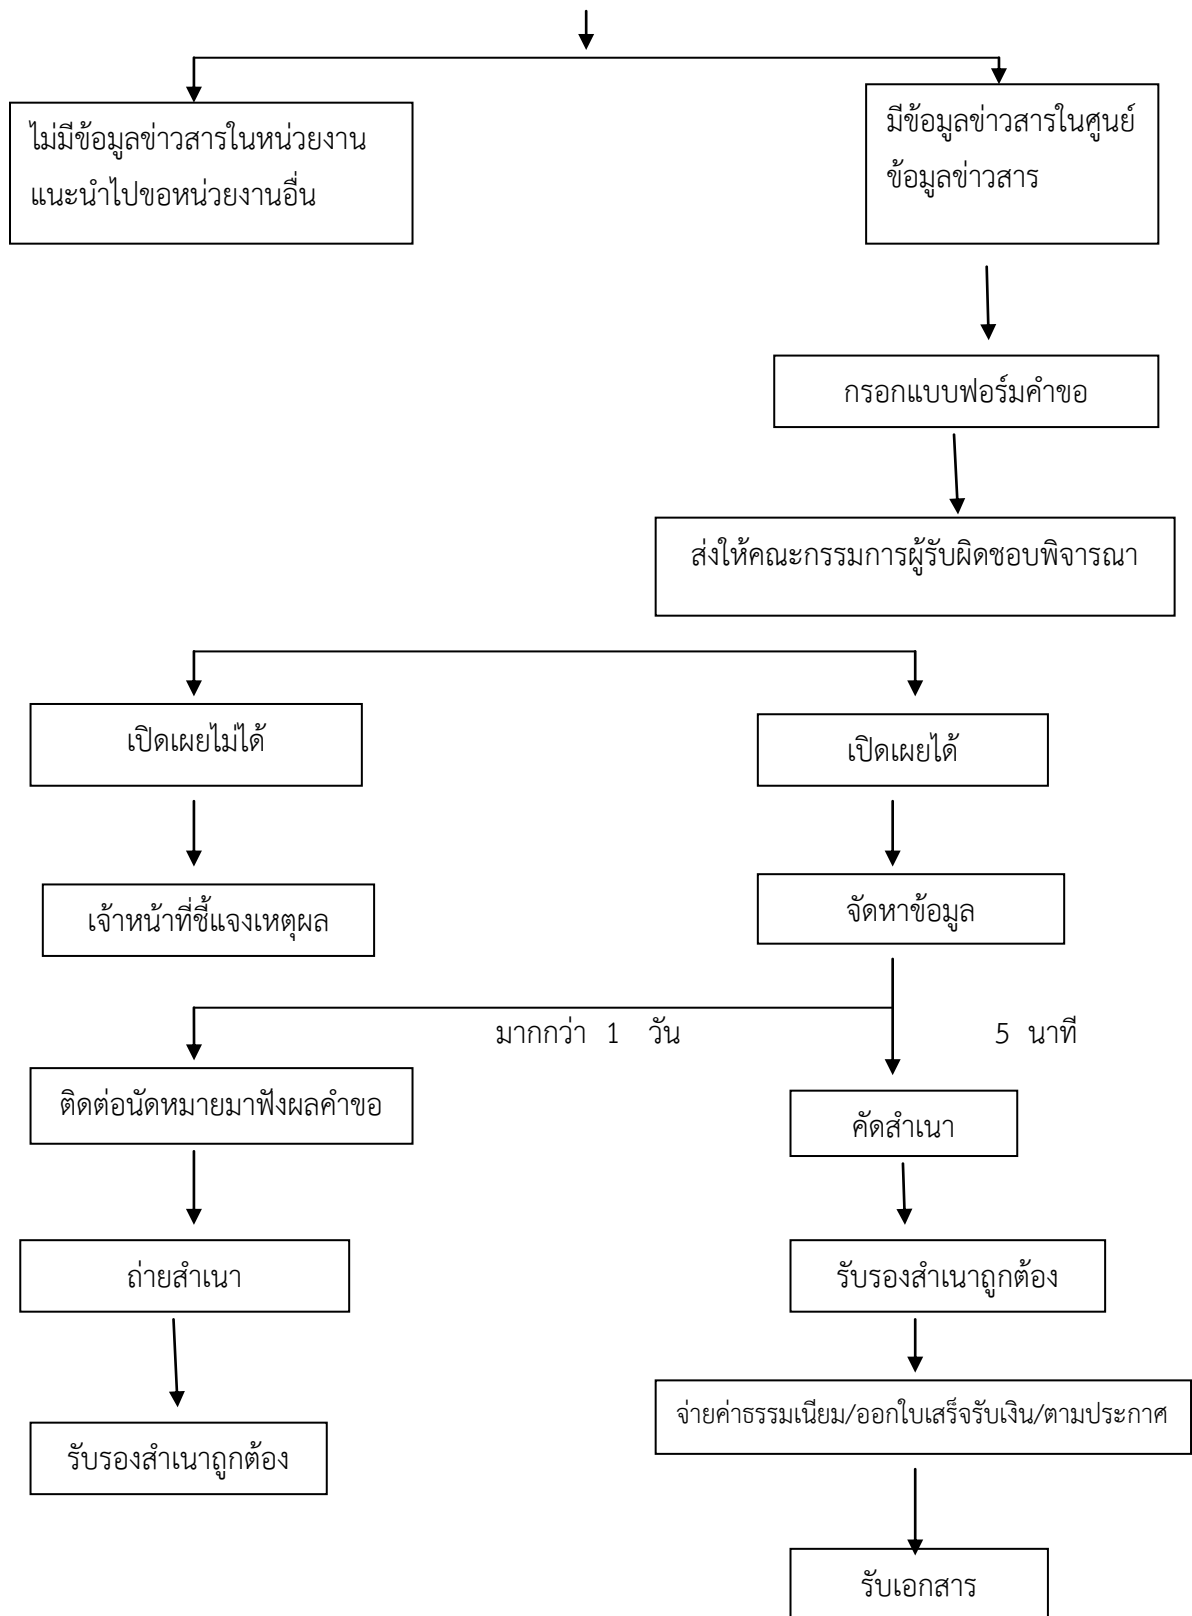 ไม่มีข้อมูลข่าวสารในหน่วยงาน
แนะนำไปขอหน่วยงานอื่น
มีข้อมูลข่าวสารในศูนย์
ข้อมูลข่าวสาร
กรอกแบบฟอร์มคำขอ
ส่งให้คณะกรรมการผู้รับผิดชอบพิจารณา
เปิดเผยไม่ได้
เปิดเผยได้
เจ้าหน้าที่ชี้แจงเหตุผล
จัดหาข้อมูล
มากกว่า 1 วัน
5 นาที
ติดต่อนัดหมายมาฟังผลคำขอ
คัดสำเนา
ถ่ายสำเนา
รับรองสำเนาถูกต้อง
จ่ายค่าธรรมเนียม/ออกใบเสร็จรับเงิน/ตามประกาศ
รับรองสำเนาถูกต้อง
รับเอกสาร